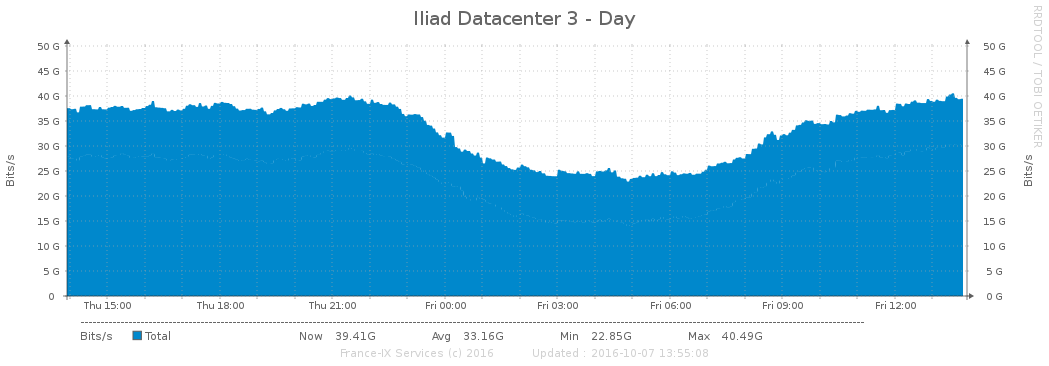 Iliad Datacenter 3 - Day
RRDTOOL / TOBI OETIKER
50 G 50 G
45 G 45 G
40 G 40 G
35 G 35 G
30 G 30 G
25 G 25 G
20 G 20 G
15 G 15 G
10 G 10 G
5 G 5 G
0 0 G
Bits/s
Bits/s
Thu 15:00 Thu 18:00 Thu 21:00 Fri 00:00 Fri 03:00 Fri 06:00 Fri 09:00 Fri 12:00
Bits/s Total Now 39.41G Avg 33.16G Min 22.85G Max 40.49G
France-IX Services (c) 2016 Updated : 2016-10-07 13:55:08